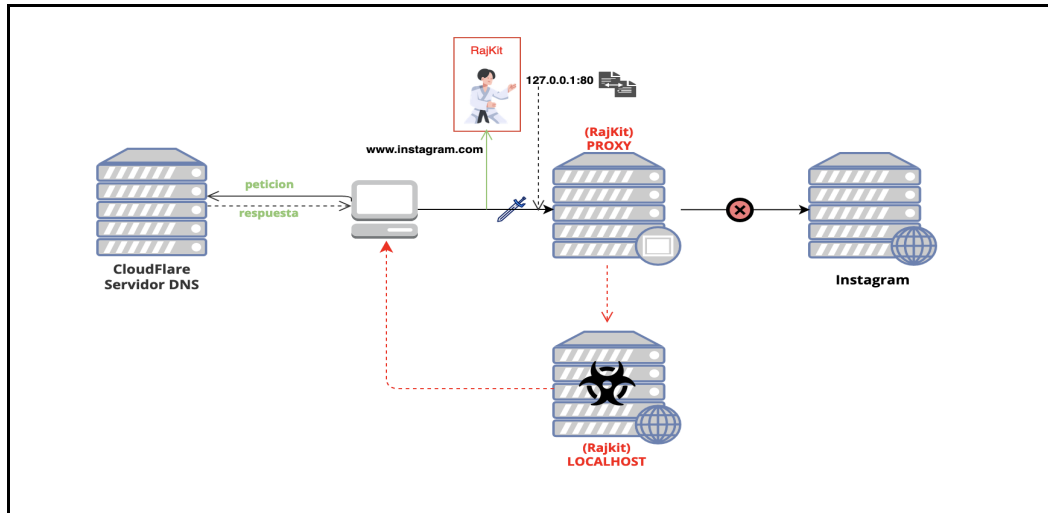 RajKit
127.0.0.1:80
(RajKit)
PROXY
www.instagram.com
peticion
respuesta
CloudFlare
Servidor DNS
Instagram
(Rajkit)
LOCALHOST